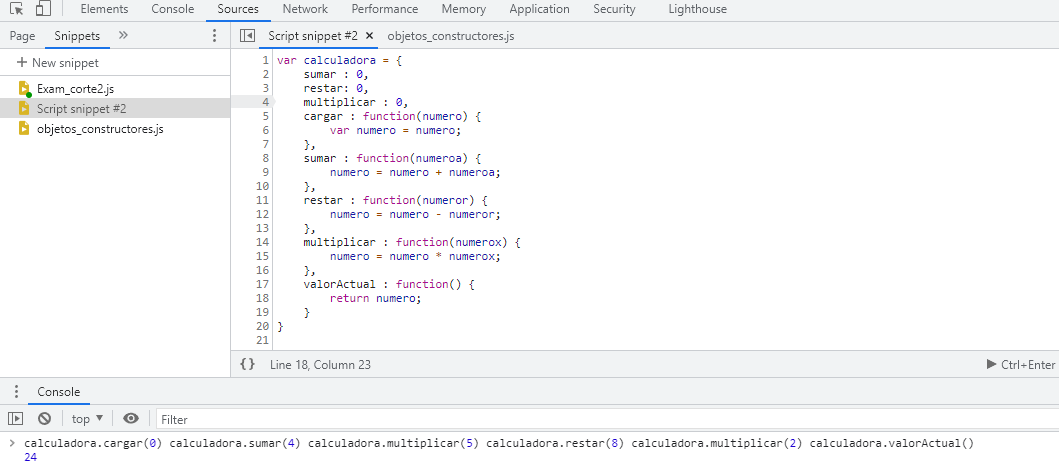 Elements Console Sources Network Performance Memory Application Security Lighthouse
Page Snippets » Script snippet #2 × objetos_constructores.js
+ New snippet
Exam_corte2.js
Script snippet #2
objetos_constructores.js
1 var calculadora = {
2     sumar : 0,
3     restar: 0,
4     multiplicar : 0,
5     cargar : function(numero) {
6         var numero = numero;
7     },
8     sumar : function(numeroa) {
9         numero = numero + numeroa;
10     },
11     restar : function(numeror) {
12         numero = numero - numeror;
13     },
14     multiplicar : function(numerox) {
15         numero = numero * numerox;
16     },
17     valorActual : function() {
18         return numero;
19     }
20 }
21
{} Line 18, Column 23 Ctrl+Enter
Console
top Filter
> calculadora.cargar(0) calculadora.sumar(4) calculadora.multiplicar(5) calculadora.restar(8) calculadora.multiplicar(2) calculadora.valorActual()
24